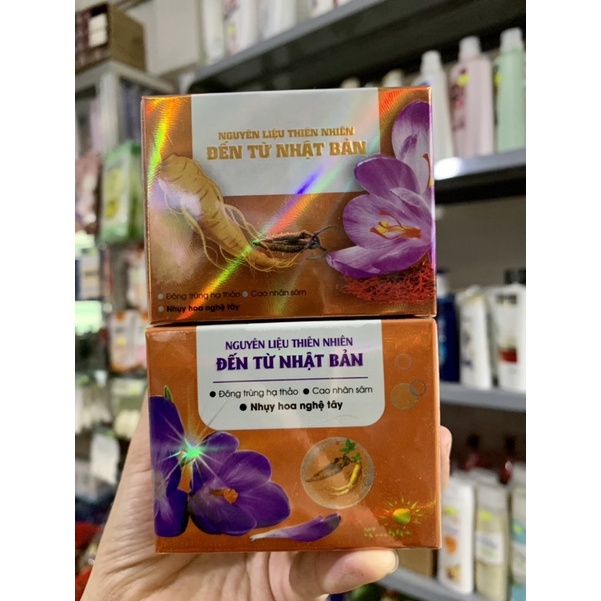 NGUYÊN LIỆU THIÊN NHIÊN
ĐẾN TỪ NHẬT BẢN
Đông trùng hạ thảo Cao nhân sâm
Nhụy hoa nghệ tây
NGUYÊN LIỆU THIÊN NHIÊN
ĐẾN TỪ NHẬT BẢN
● Đông trùng hạ thảo ● Cao nhân sâm
● Nhụy hoa nghệ tây